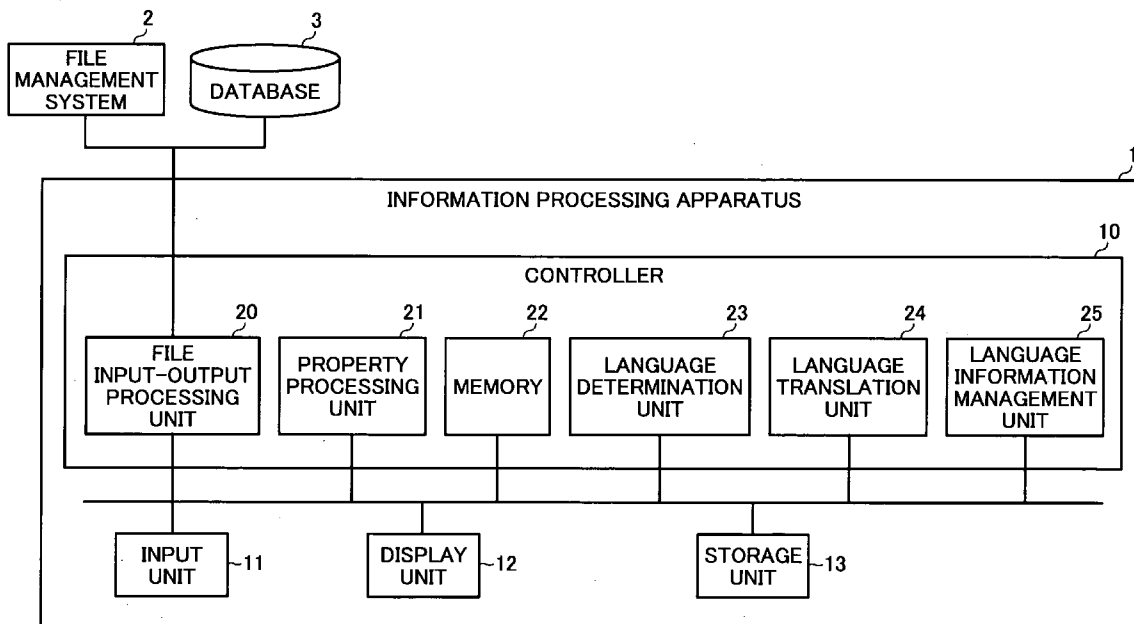 2
FILE
MANAGEMENT
SYSTEM
3
DATABASE
1
INFORMATION PROCESSING APPARATUS
10
CONTROLLER
20
FILE
INPUT-OUTPUT
PROCESSING
UNIT
21
PROPERTY
PROCESSING
UNIT
22
MEMORY
23
LANGUAGE
DETERMINATION
UNIT
24
LANGUAGE
TRANSLATION
UNIT
25
LANGUAGE
INFORMATION
MANAGEMENT
UNIT
INPUT
UNIT
11
DISPLAY
UNIT
12
STORAGE
UNIT
13